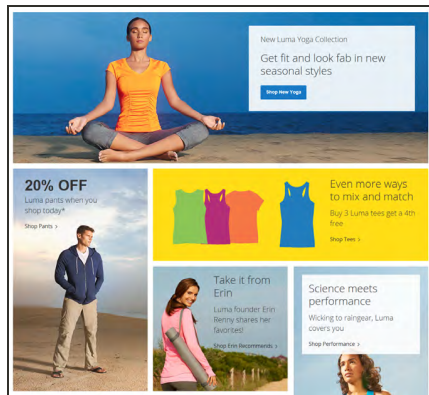 New Luma Yoga Collection
Get fit and look fab in new
seasonal styles
Shop New Yoga
20% OFF
Luma pants when you
shop today*
Shop Pants >
Even more ways
to mix and match
Buy 3 Luma tees get a 4th
free
Shop Tees >
Take it from
Erin
Luma founder Erin
Renny shares her
favorites!
Shop Erin Recommends >
Science meets
performance
Wicking to raingear, Luma
covers you
Shop Performance >